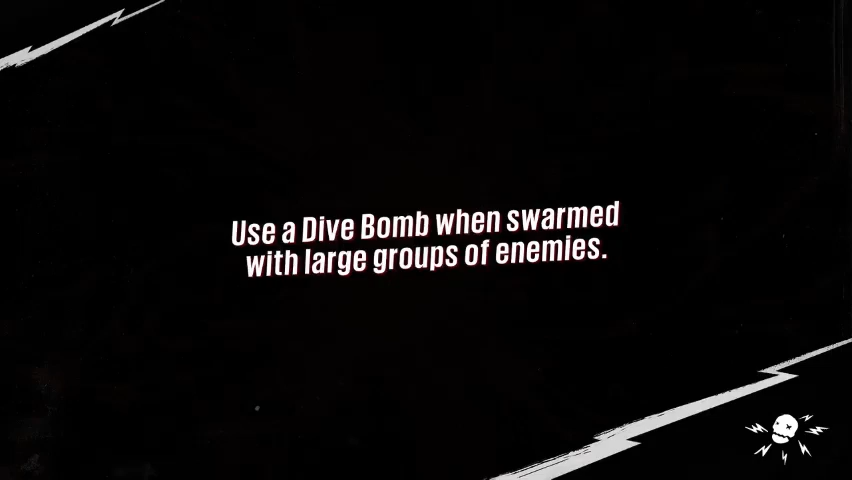 Use a Dive Bomb when swarmed
with large groups of enemies.